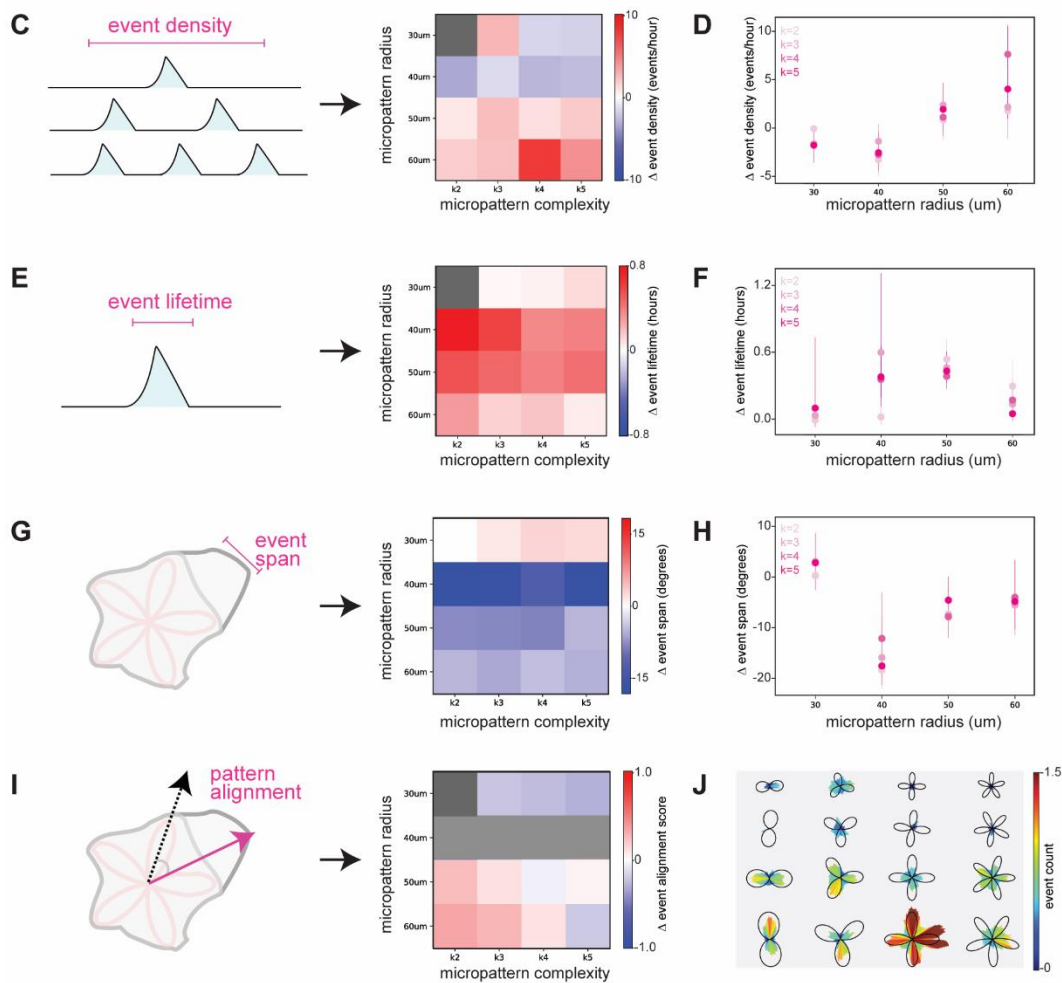 C
event density
micropattern radius
30um
40um
50um
60um
k2 k3 k4 k5
micropattern complexity
10
0
-10
Δ event density (events/hour)
D
k=2
k=3
k=4
k=5
Δ event density (events/hour)
10
5
0
-5
30 40 50 60
micropattern radius (um)
E
event lifetime
micropattern radius
30um
40um
50um
60um
k2 k3 k4 k5
micropattern complexity
0.8
0
-0.8
Δ event lifetime (hours)
F
k=2
k=3
k=4
k=5
Δ event lifetime (hours)
1.2
0.6
0.0
30 40 50 60
micropattern radius (um)
G
event
span
micropattern radius
30um
40um
50um
60um
k2 k3 k4 k5
micropattern complexity
15
0
-15
Δ event span (degrees)
H
k=2
k=3
k=4
k=5
Δ event span (degrees)
10
0
-10
-20
30 40 50 60
micropattern radius (um)
I
pattern
alignment
micropattern radius
30um
40um
50um
60um
k2 k3 k4 k5
micropattern complexity
1.0
0
-1.0
Δ event alignment score
J
1.5
0
event count